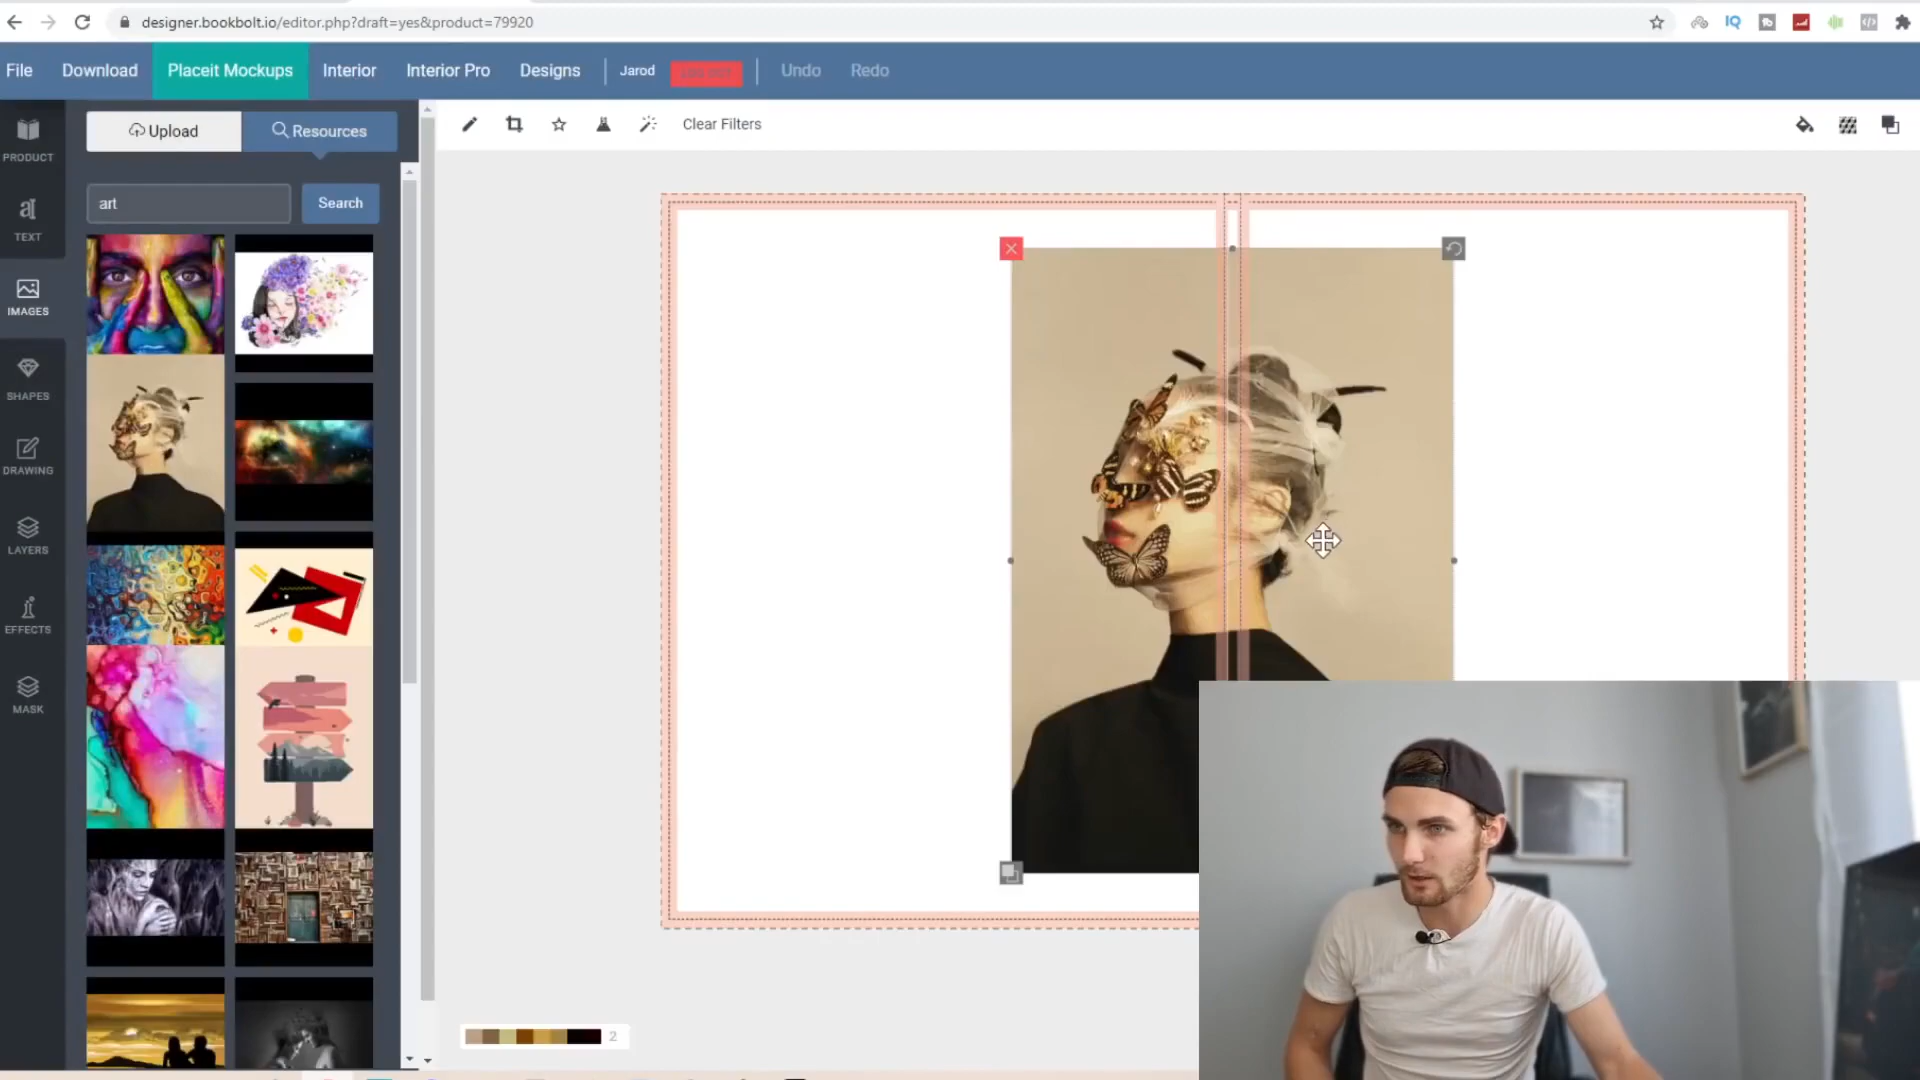 designer.bookbolt.io/editor.php?draft=yes&product=79920
IQ
File
Download
Placeit Mockups
Interior
Interior Pro
Designs
Jarod
Undo
Redo
Upload
Resources
Clear Filters
PRODUCT
art
Search
TEXT
IMAGES
SHAPES
DRAWING
LAYERS
EFFECTS
MASK
2